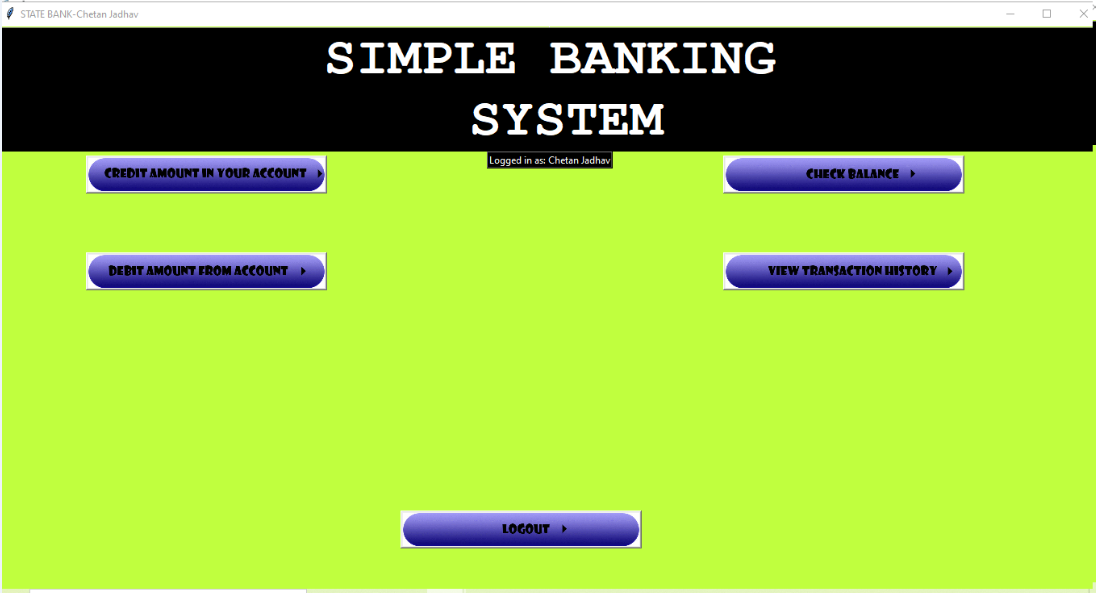 STATE BANK-Chetan Jadhav
SIMPLE BANKING
SYSTEM
Logged in as: Chetan Jadhav
CREDIT AMOUNT IN YOUR ACCOUNT
CHECK BALANCE
DEBIT AMOUNT FROM ACCOUNT
VIEW TRANSACTION HISTORY
LOGOUT